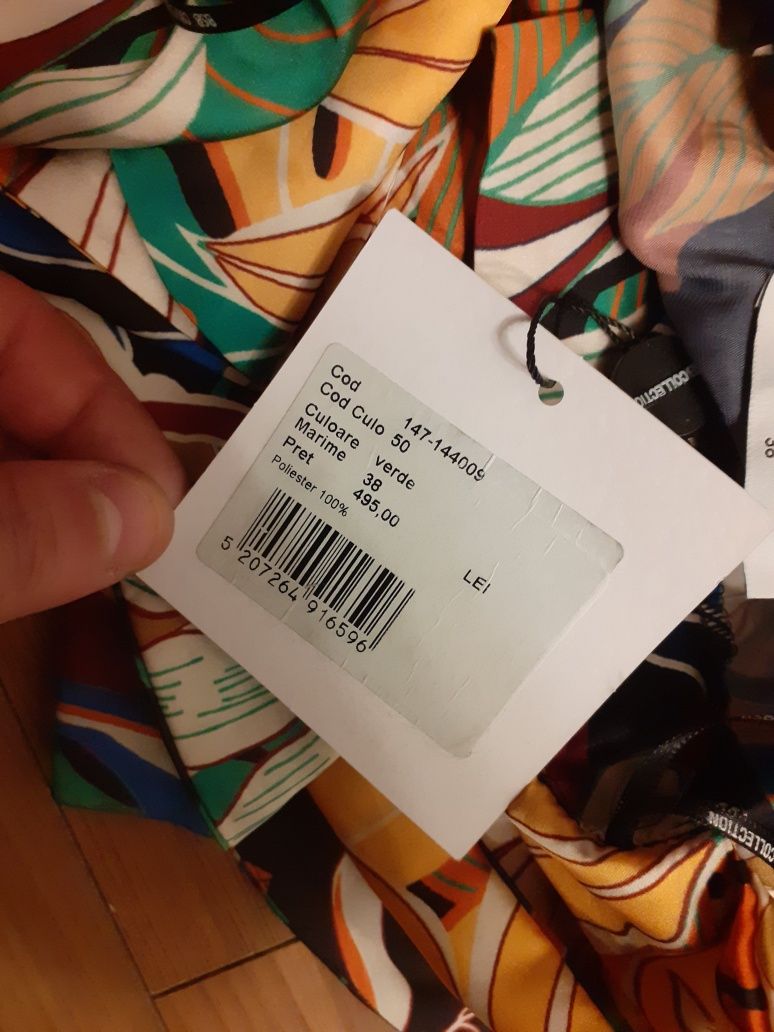 Cod 147-144009
Cod Culo 50
Culoare verde
Marime 38
Pret 495,00
Poliester 100%
LEI
5 207264 916596
COLLECTION
38
COLLECTION